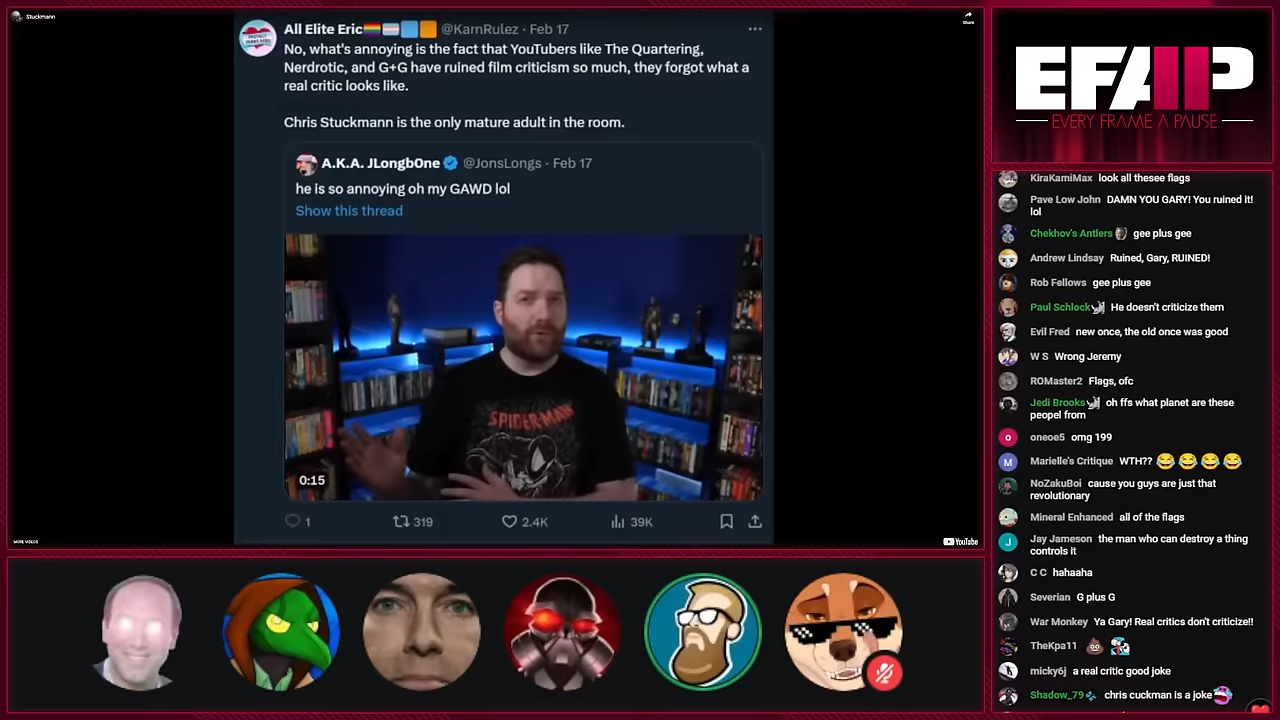 Stuckmann
Share
All Elite Eric @KarnRulez · Feb 17
No, what's annoying is the fact that YouTubers like The Quartering,
Nerdrotic, and G+G have ruined film criticism so much, they forgot what a
real critic looks like.
Chris Stuckmann is the only mature adult in the room.
A.K.A. JLongbOne @JonsLongs · Feb 17
he is so annoying oh my GAWD lol
Show this thread
SPIDER-MAN
0:15
1
319
2.4K
39K
MORE VIDEOS
YouTube
EFAP
EVERY FRAME A PAUSE
KiraKamiMax look all thesee flags
Pave Low John DAMN YOU GARY! You ruined it!
lol
Chekhov's Antlers gee plus gee
Andrew Lindsay Ruined, Gary, RUINED!
Rob Fellows gee plus gee
Paul Schlock He doesn't criticize them
Evil Fred new once, the old once was good
W S Wrong Jeremy
ROMaster2 Flags, ofc
Jedi Brooks oh ffs what planet are these
peopel from
oneoe5 omg 199
Marielle's Critique WTH?? 😂 😂 😂 😂
NoZakuBoi cause you guys are just that
revolutionary
Mineral Enhanced all of the flags
Jay Jameson the man who can destroy a thing
controls it
C C hahaaha
Severian G plus G
War Monkey Ya Gary! Real critics don't criticize!!
TheKpa11 💩
micky6j a real critic good joke
Shadow_79 chris cuckman is a joke